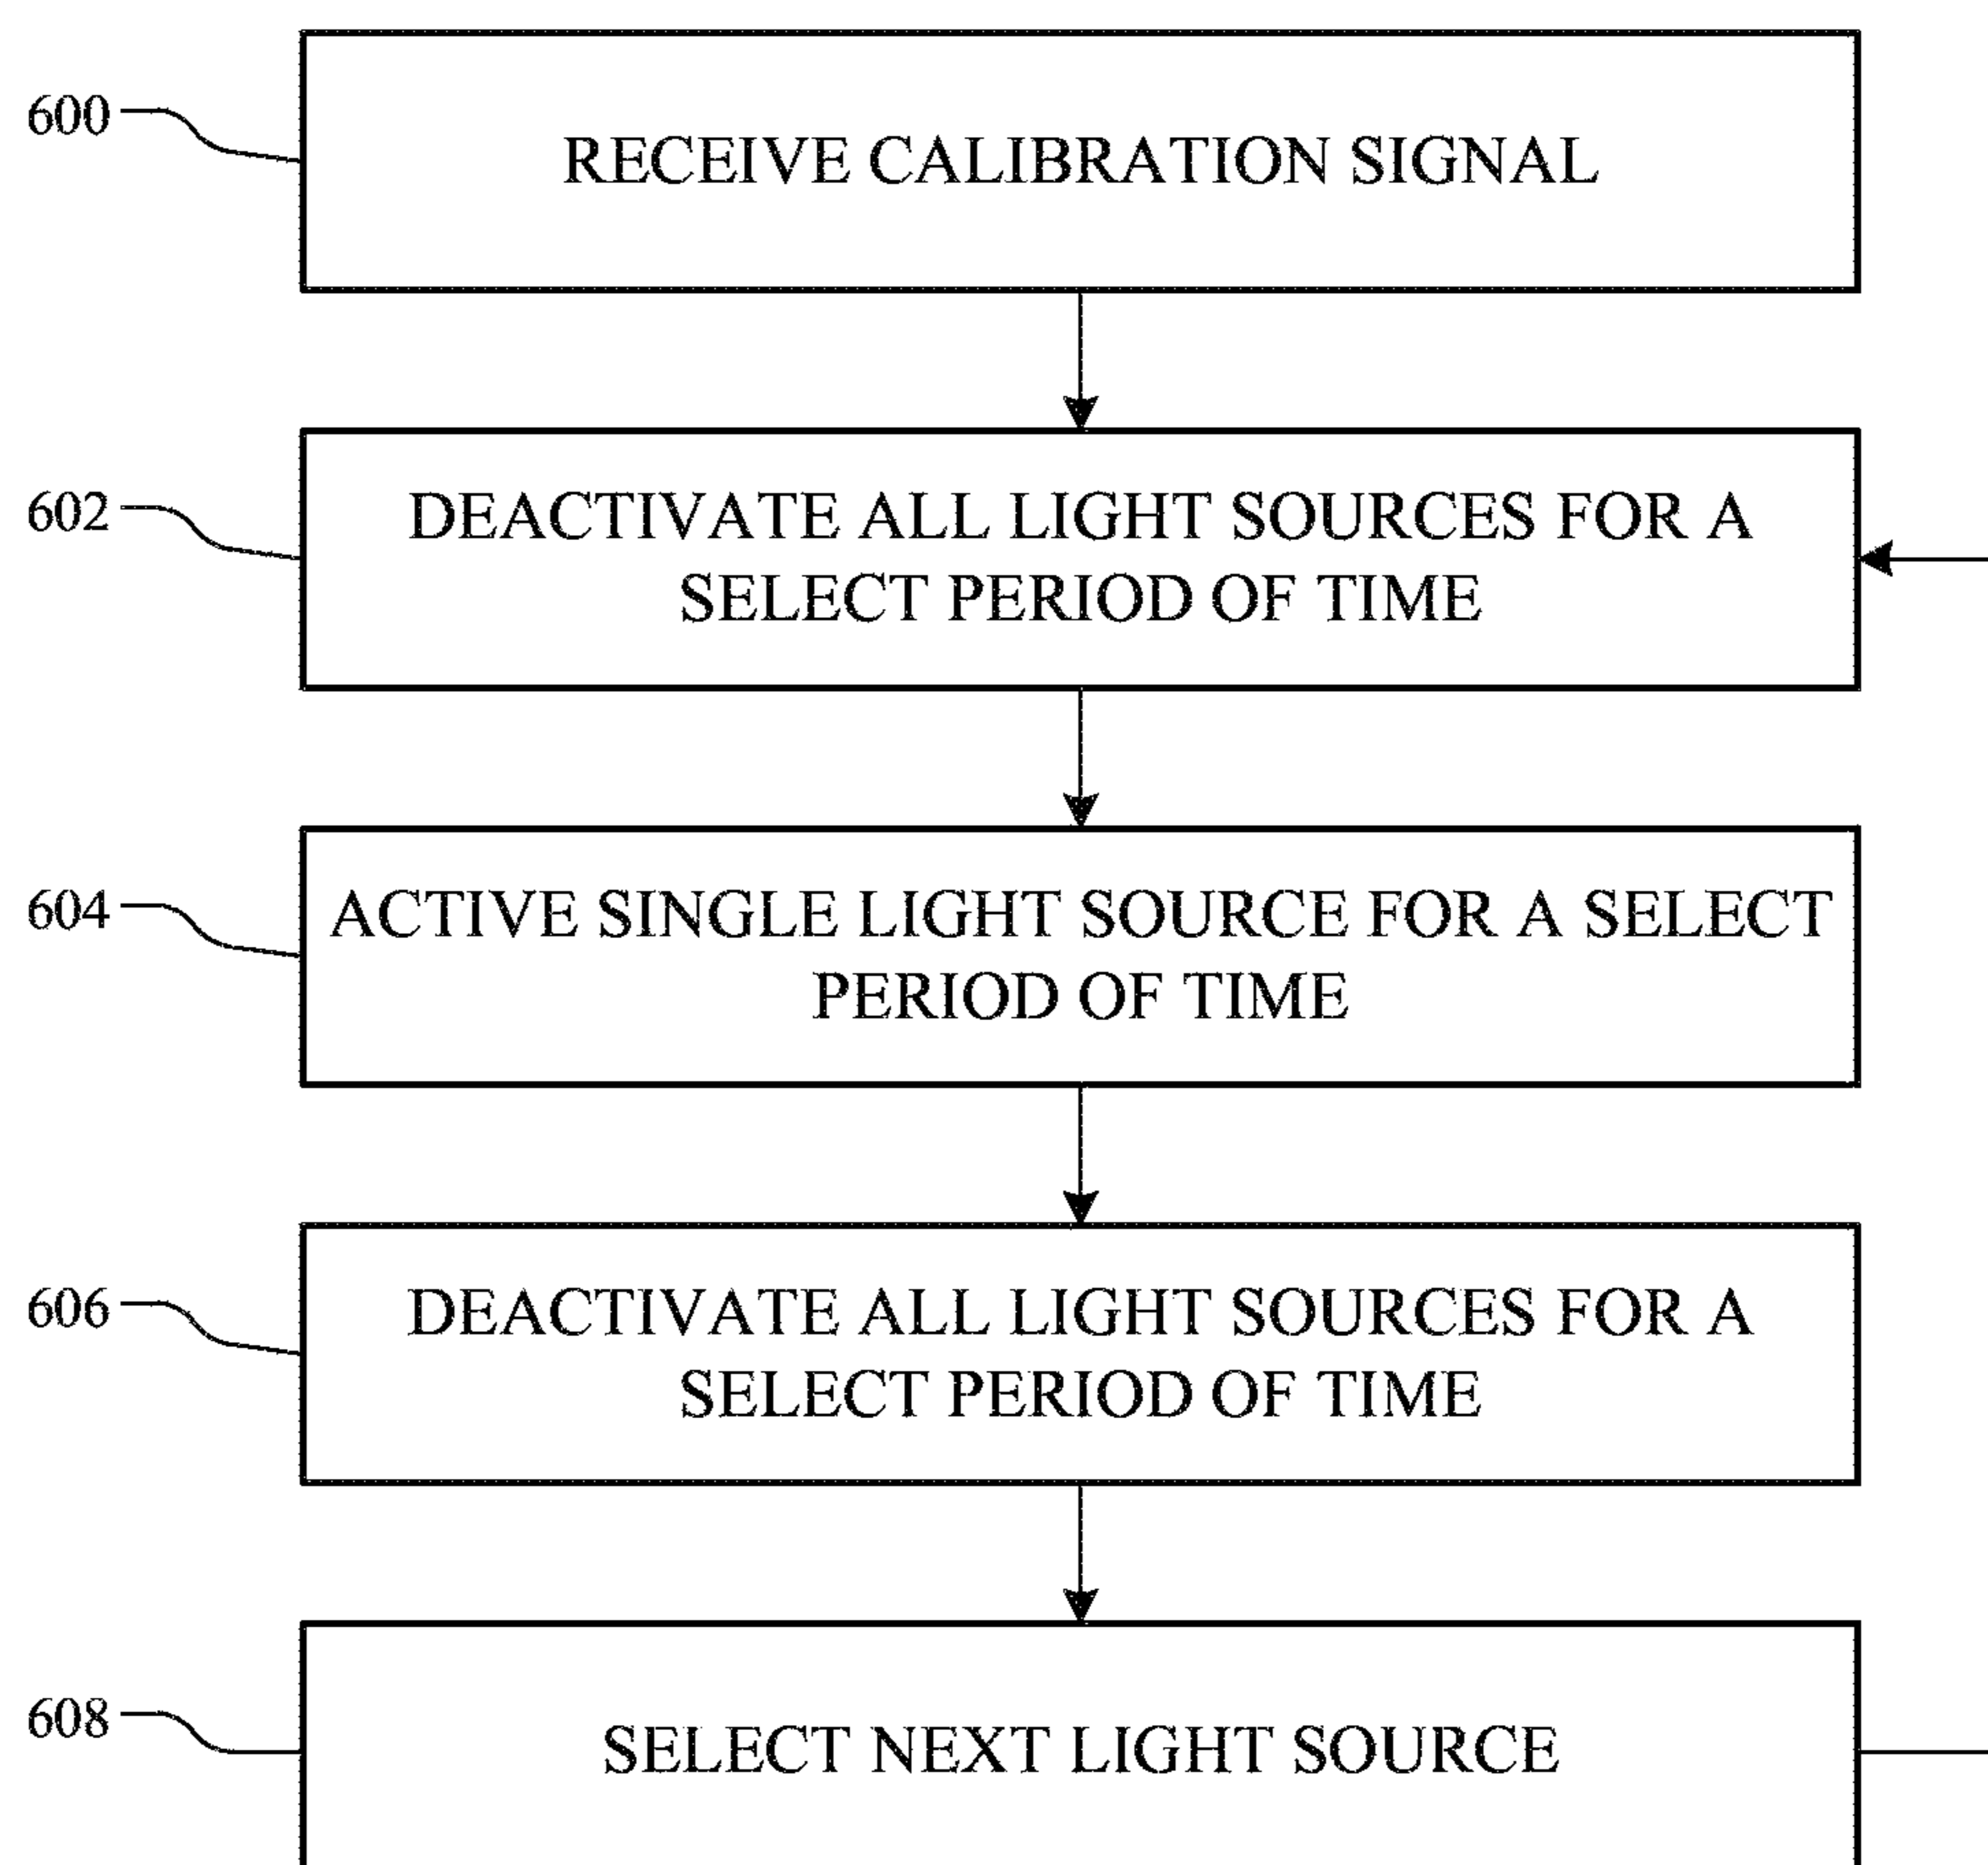 600
RECEIVE CALIBRATION SIGNAL
602
DEACTIVATE ALL LIGHT SOURCES FOR A
SELECT PERIOD OF TIME
604
ACTIVE SINGLE LIGHT SOURCE FOR A SELECT
PERIOD OF TIME
606
DEACTIVATE ALL LIGHT SOURCES FOR A
SELECT PERIOD OF TIME
608
SELECT NEXT LIGHT SOURCE